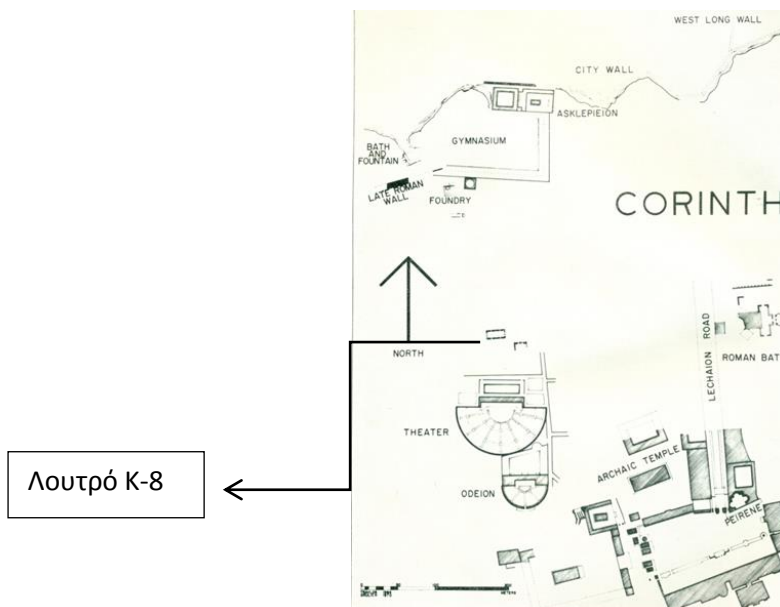 WEST LONG WALL
CITY WALL
ASKLEPIEION
GYMNASIUM
BATH
AND
FOUNTAIN
LATE ROMAN
WALL
FOUNDRY
CORINTH
NORTH
LECHAION ROAD
ROMAN BAT
THEATER
ARCHAIC TEMPLE
Λουτρό Κ-8
ODEION
PEIRENE
METERS